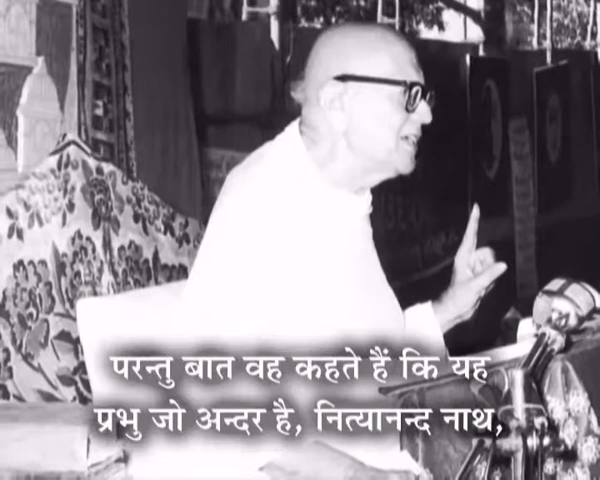 परन्तु बात वह कहते हैं कि यह
प्रभु जो अन्दर है, नित्यानन्द नाथ,